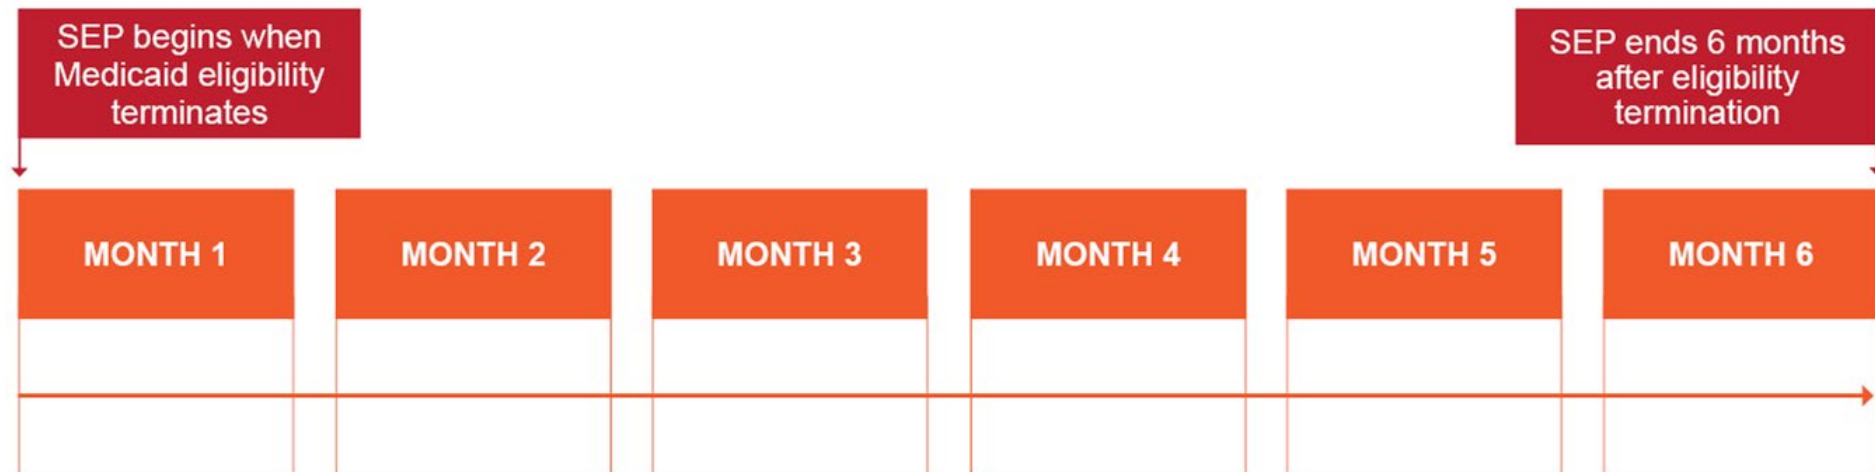 SEP begins when
Medicaid eligibility
terminates
SEP ends 6 months
after eligibility
termination
MONTH 1
MONTH 2
MONTH 3
MONTH 4
MONTH 5
MONTH 6